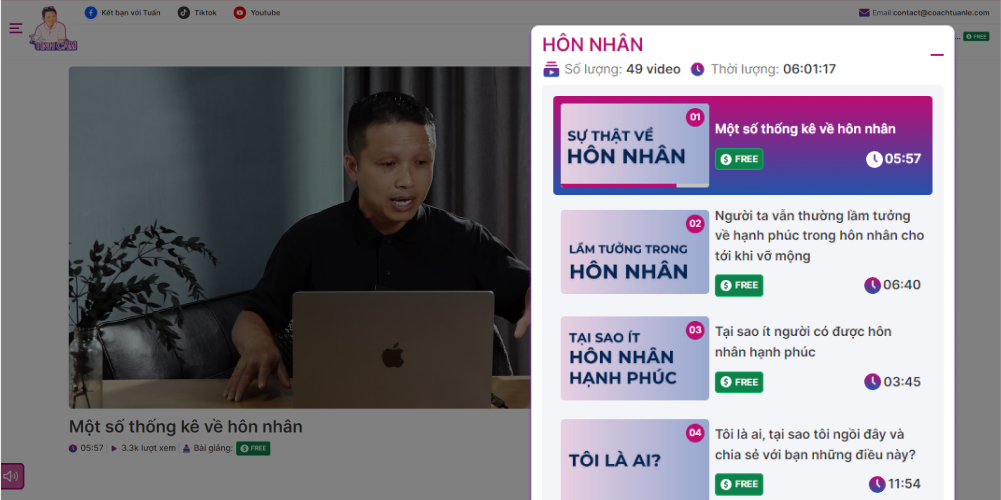 Kết bạn với Tuấn
Tiktok
Youtube
Email:contact@coachtuanle.com
FREE
HÔN NHÂN
Số lượng: 49 video
Thời lượng: 06:01:17
SỰ THẬT VỀ
HÔN NHÂN
01
Một số thống kê về hôn nhân
FREE
05:57
LẦM TƯỞNG TRONG
HÔN NHÂN
02
Người ta vẫn thường lầm tưởng
về hạnh phúc trong hôn nhân cho
tới khi vỡ mộng
FREE
06:40
TẠI SAO ÍT
HÔN NHÂN
HẠNH PHÚC
03
Tại sao ít người có được hôn
nhân hạnh phúc
FREE
03:45
TÔI LÀ AI?
04
Tôi là ai, tại sao tôi ngồi đây và
chia sẻ với bạn những điều này?
FREE
11:54
Một số thống kê về hôn nhân
05:57 | 3.3k lượt xem | Bài giảng: FREE